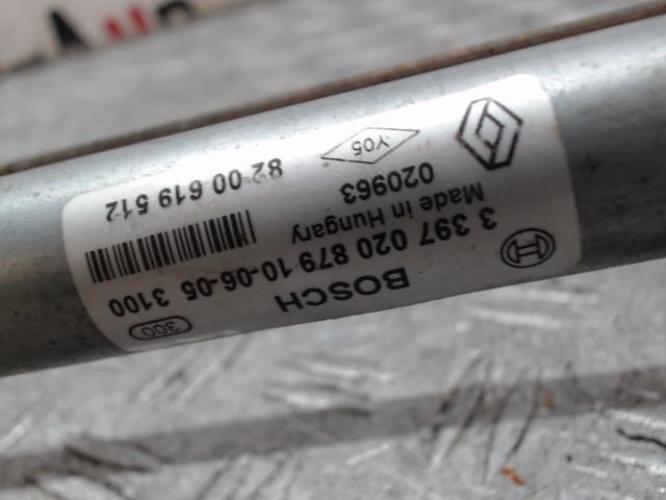 300
BOSCH
3 397 020 879 10-06-05 3100
Made in Hungary
020963
Y05
82 00 619 512